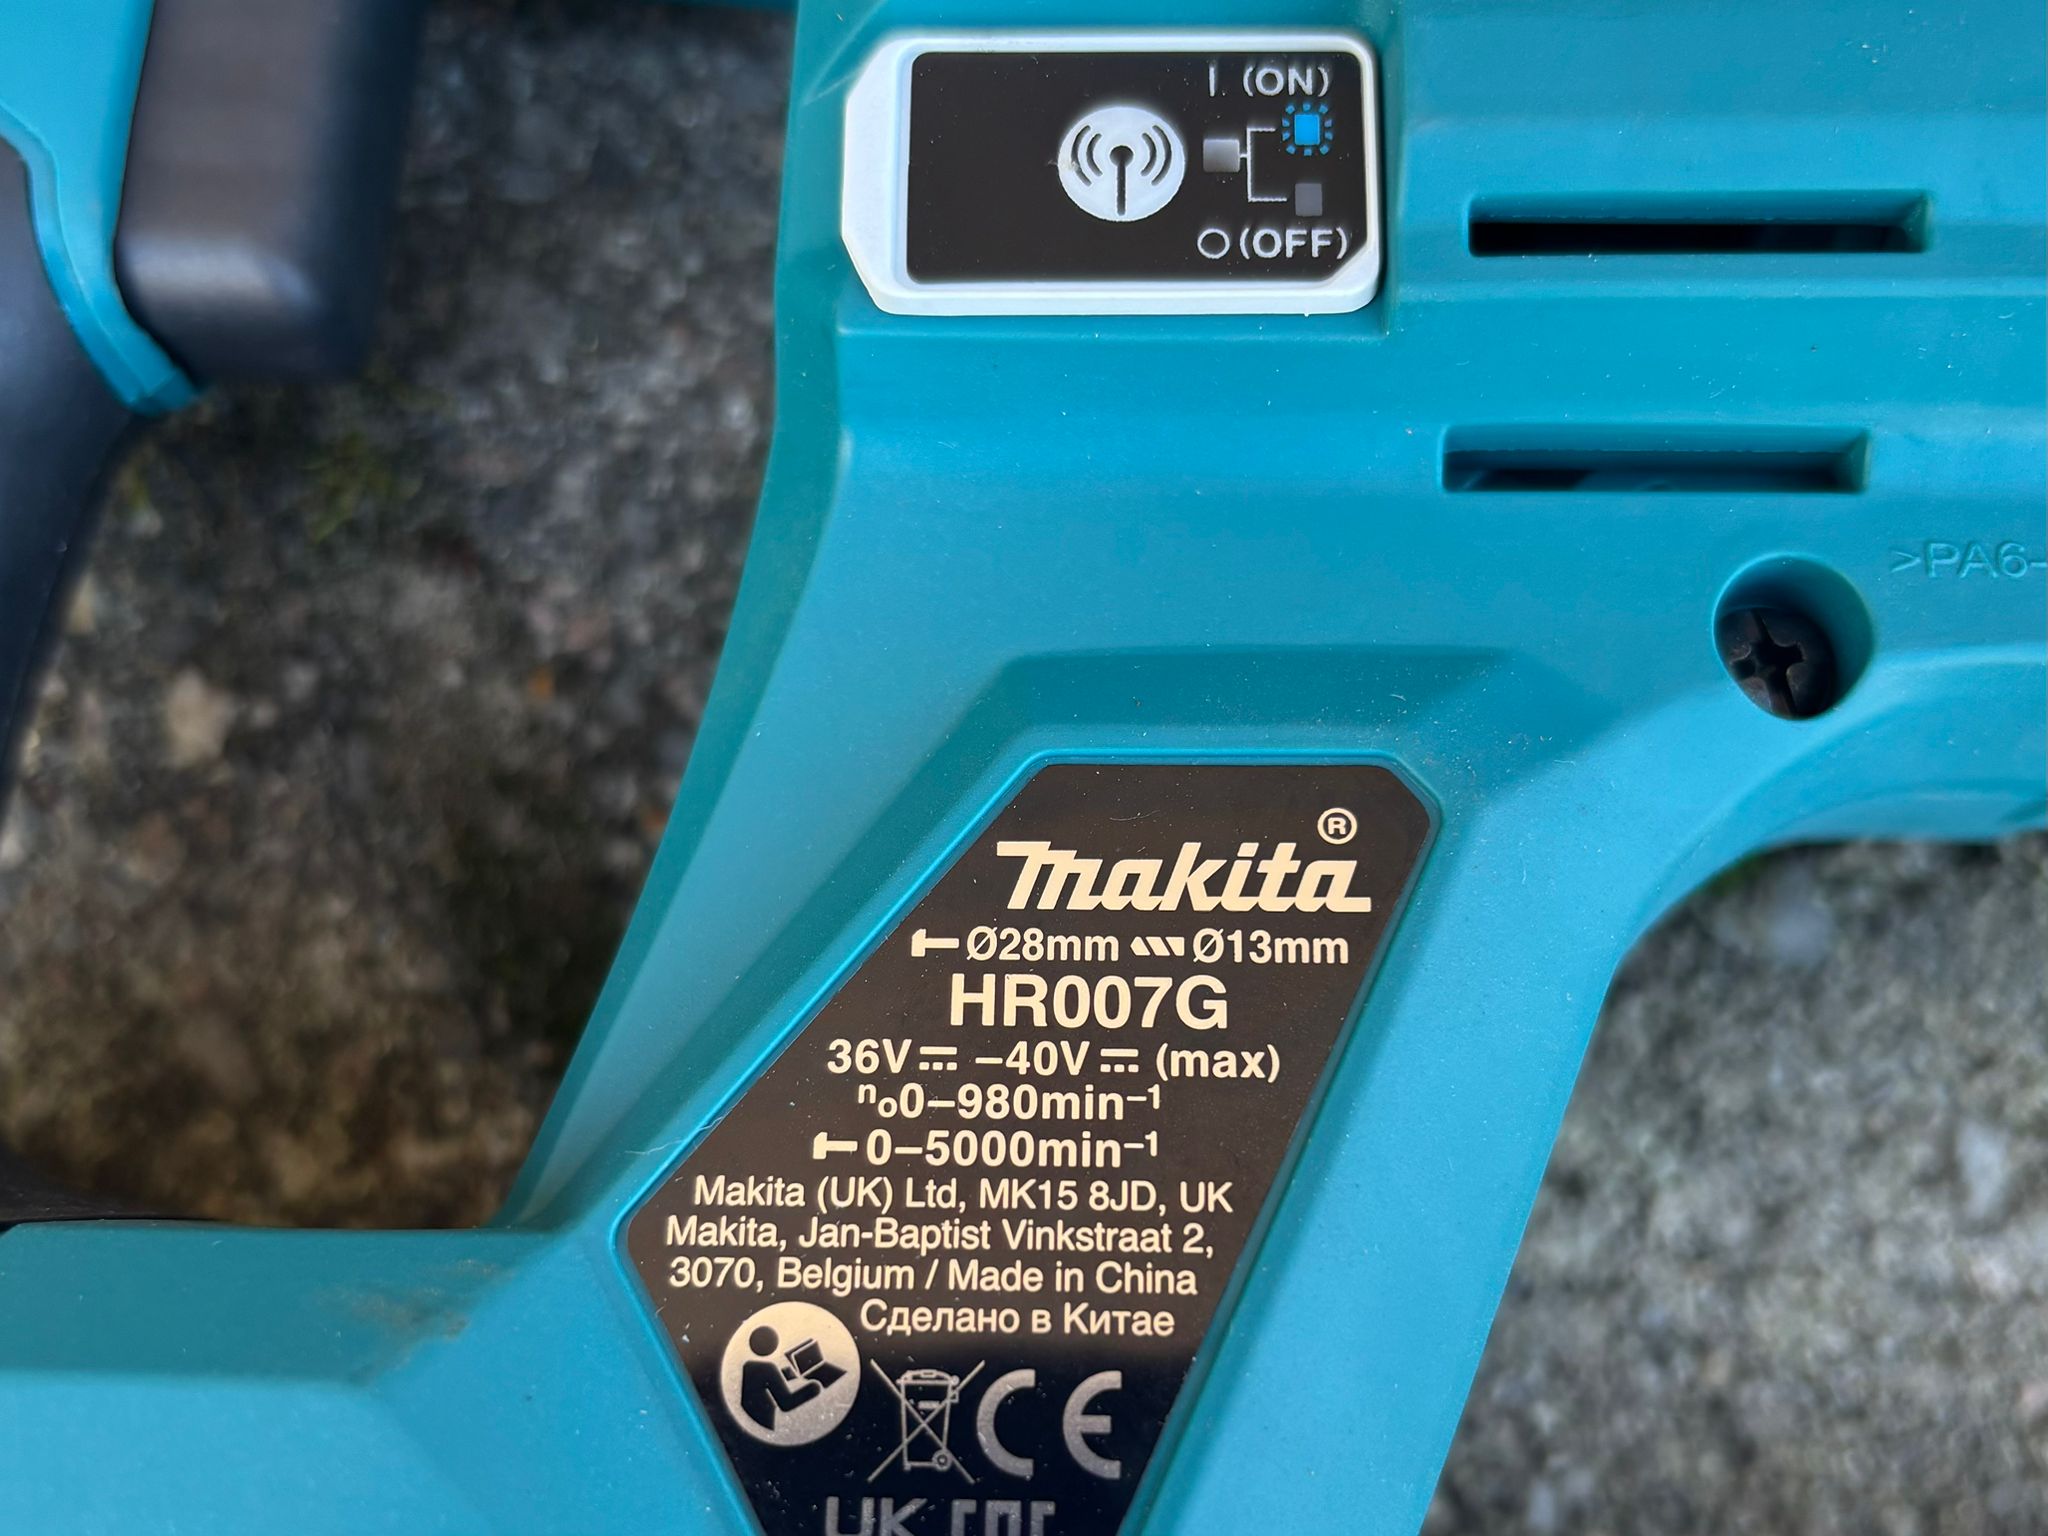 I (ON)
O (OFF)
>PA6-
makita®
Ø28mm Ø13mm
HR007G
36V⎓ –40V⎓ (max)
n₀0–980min⁻¹
0–5000min⁻¹
Makita (UK) Ltd, MK15 8JD, UK
Makita, Jan-Baptist Vinkstraat 2,
3070, Belgium / Made in China
Сделано в Китае
CE
UK